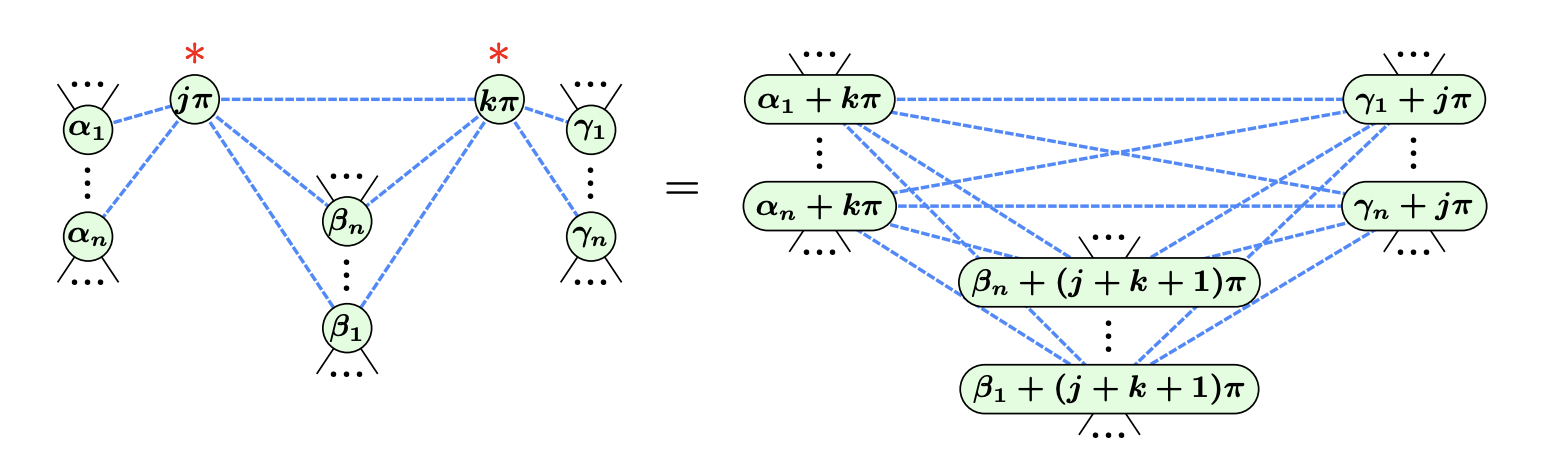 * *
... jπ kπ ...
α₁ γ₁
⋮ ... ⋮
αₙ βₙ γₙ
... ⋮ ...
β₁
...
=
... ...
α₁ + kπ γ₁ + jπ
⋮ ⋮
αₙ + kπ γₙ + jπ
... ... ...
βₙ + (j + k + 1)π
⋮
β₁ + (j + k + 1)π
...